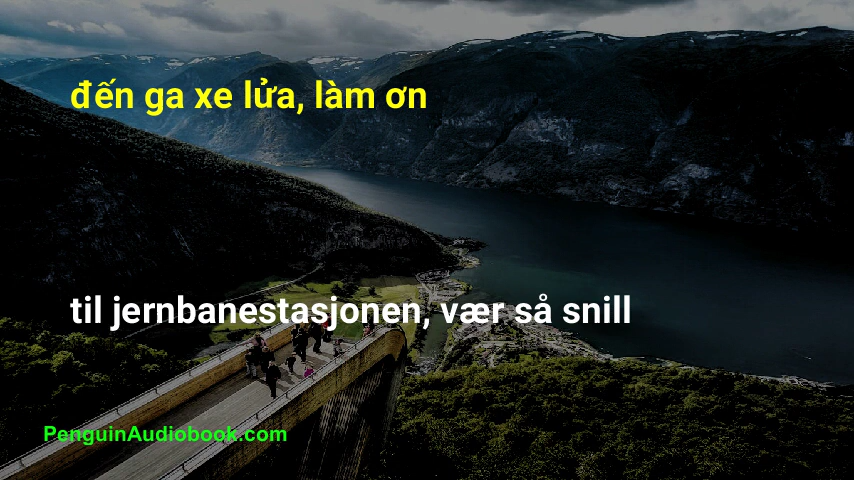 đến ga xe lửa, làm ơn
til jernbanestasjonen, vær så snill
PenguinAudiobook.com